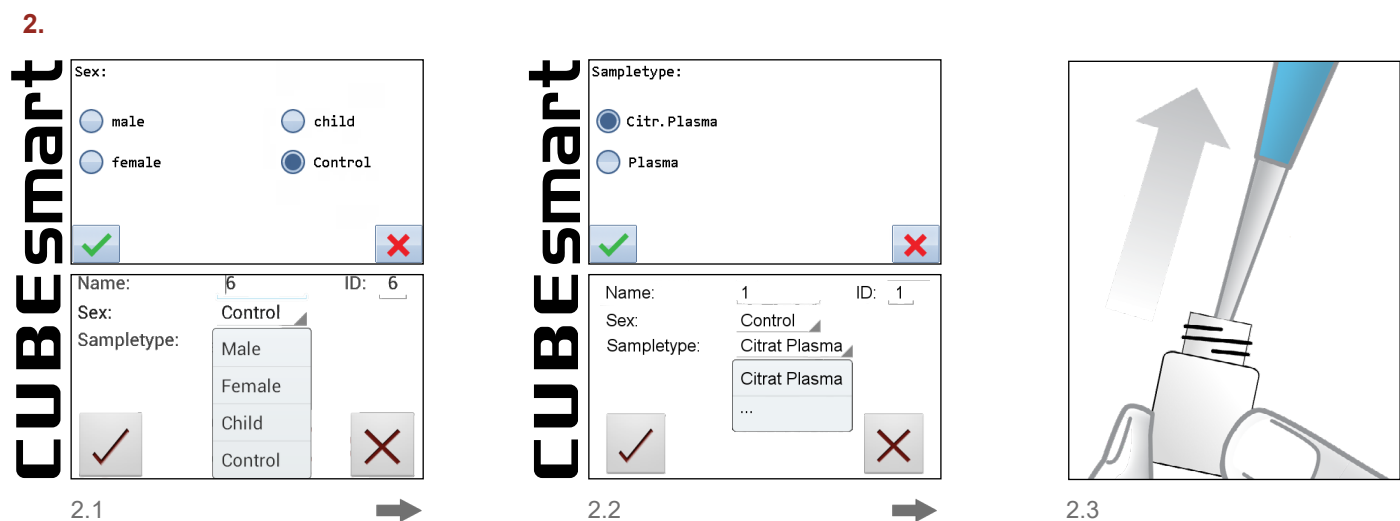 2.
CUBEsmart
Sex:
male
child
female
Control
Name: 6 ID: 6
Sex: Control
Sampletype:
Male
Female
Child
Control
2.1
CUBEsmart
Sampletype:
Citr.Plasma
Plasma
Name: 1 ID: 1
Sex: Control
Sampletype: Citrat Plasma
Citrat Plasma
...
2.2
2.3